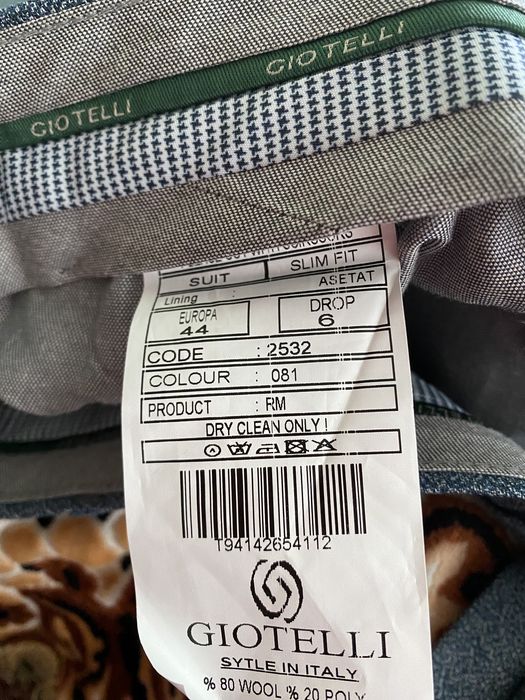 GIOTELLI
GIOTELLI
SUIT SLIM FIT
Lining : ASETAT
EUROPA DROP
44 6
CODE : 2532
COLOUR : 081
PRODUCT : RM
DRY CLEAN ONLY !
T94142654112
GIOTELLI
SYTLE IN ITALY
% 80 WOOL % 20 POLY